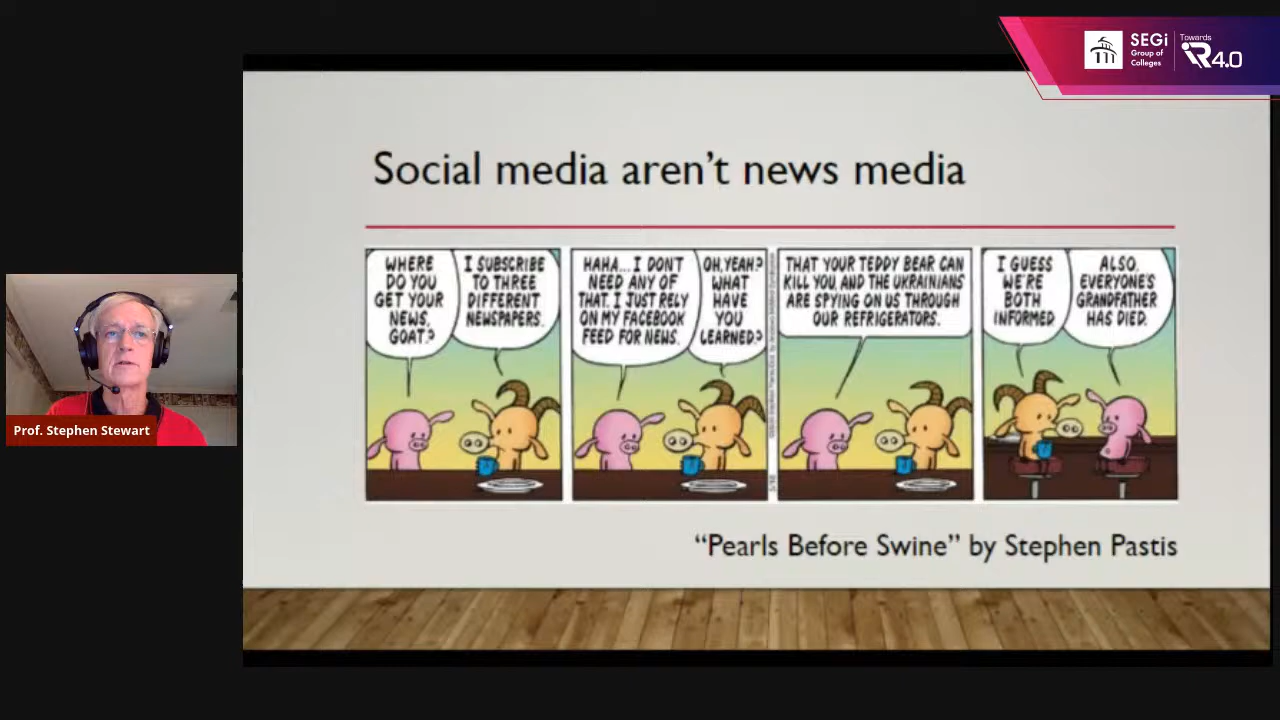 SEGi
Group of
Colleges
Towards
iR4.0
Social media aren't news media
WHERE
DO YOU
GET YOUR
NEWS,
GOAT?
I SUBSCRIBE
TO THREE
DIFFERENT
NEWSPAPERS.
HAHA...I DON'T
NEED ANY OF
THAT. I JUST RELY
ON MY FACEBOOK
FEED FOR NEWS.
OH, YEAH?
WHAT
HAVE
YOU
LEARNED?
THAT YOUR TEDDY BEAR CAN
KILL YOU, AND THE UKRAINIANS
ARE SPYING ON US THROUGH
OUR REFRIGERATORS.
I GUESS
WE'RE
BOTH
INFORMED
ALSO,
EVERYONE'S
GRANDFATHER
HAS DIED.
"Pearls Before Swine" by Stephen Pastis
Prof. Stephen Stewart